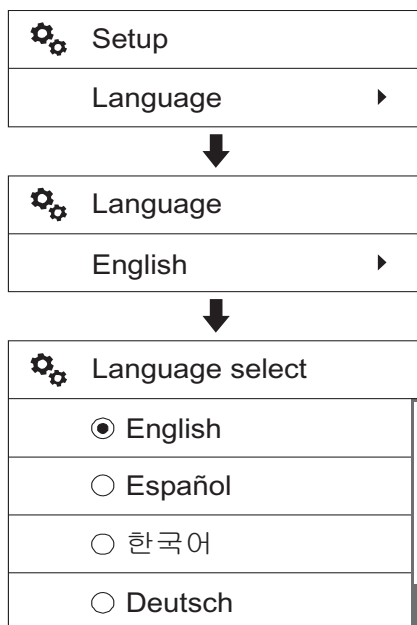 Setup
Language
Language
English
Language select
English
Español
한국어
Deutsch